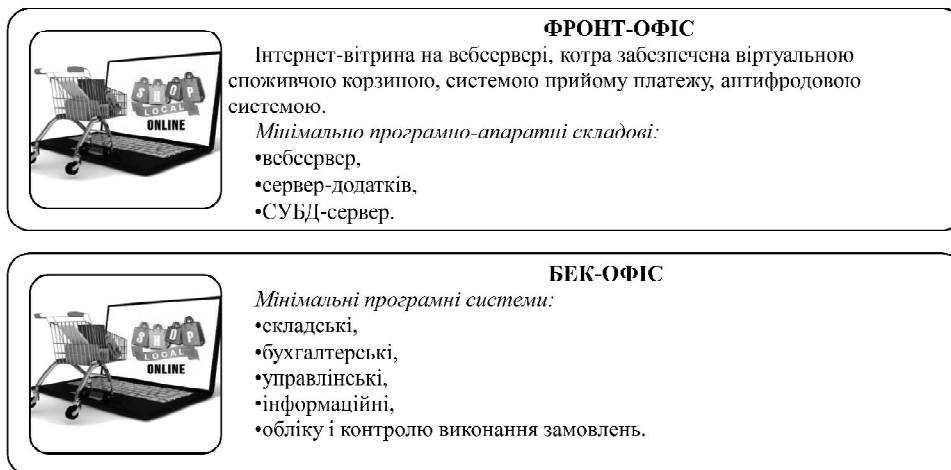 ФРОНТ-ОФІС
Інтернет-вітрина на вебсервері, котра забезпечена віртуальною
споживчою корзиною, системою прийому платежу, антифродовою
системою.
Мінімально програмно-апаратні складові:
•вебсервер,
•сервер-додатків,
•СУБД-сервер.
SHOP
LOCAL
ONLINE
БЕК-ОФІС
Мінімальні програмні системи:
•складські,
•бухгалтерські,
•управлінські,
•інформаційні,
•обліку і контролю виконання замовлень.
SHOP
LOCAL
ONLINE